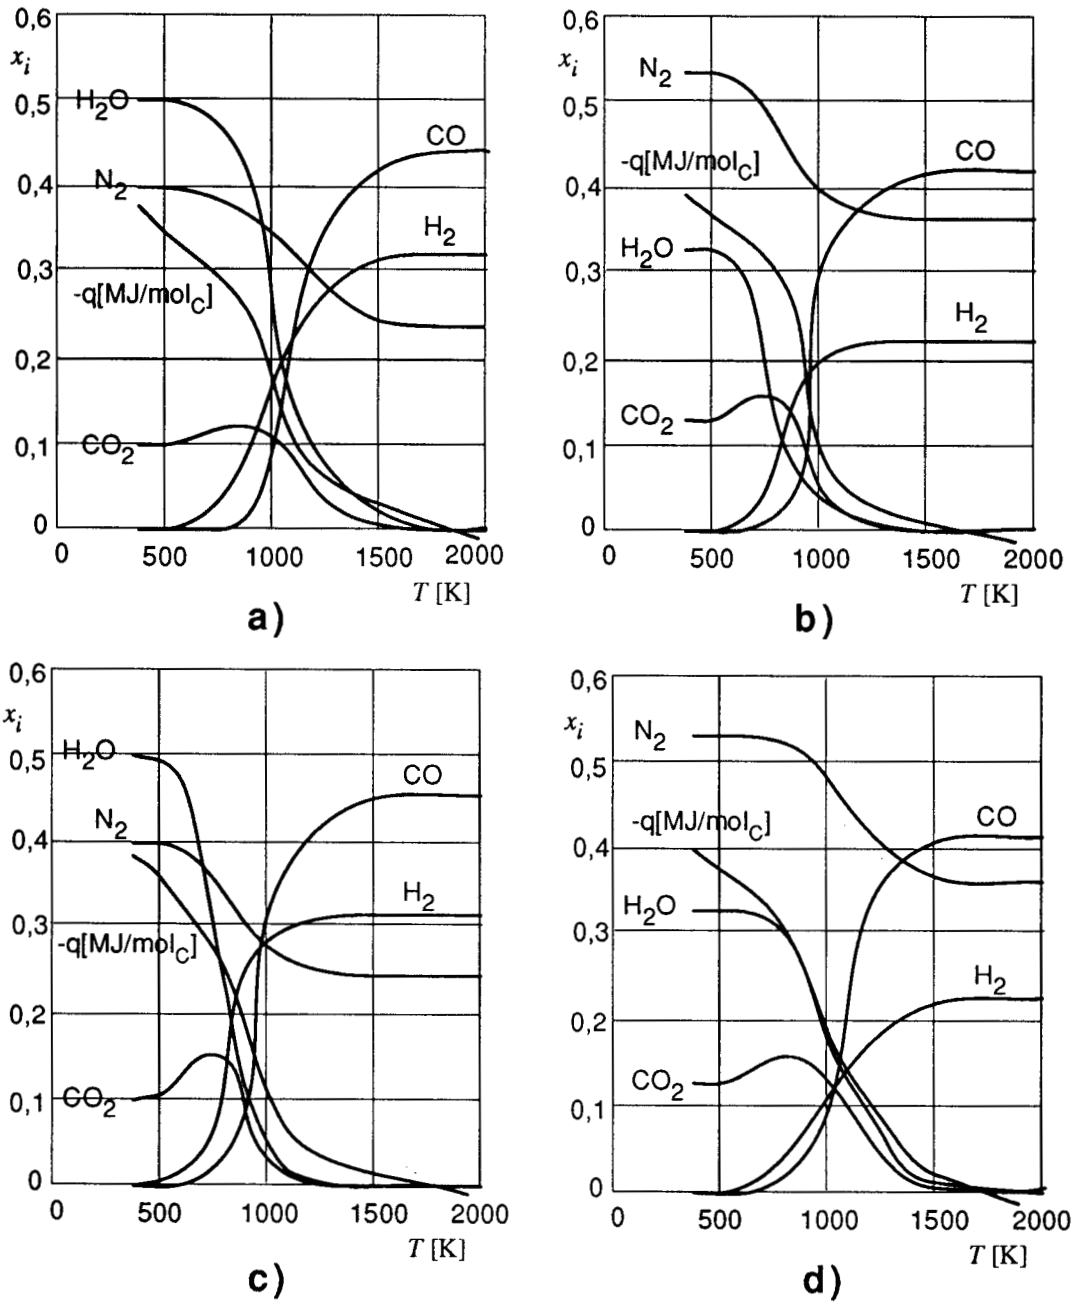 0,6
x_i
H₂O
0,5
CO
N₂
0,4
H₂
0,3
-q[MJ/mol_C]
0,2
CO₂
0,1
0
0 500 1000 1500 2000
T [K]
a)
0,6
x_i
N₂
0,5
-q[MJ/mol_C]
CO
0,4
H₂O
0,3
H₂
0,2
CO₂
0,1
0
0 500 1000 1500 2000
T [K]
b)
0,6
x_i
H₂O
0,5
CO
N₂
0,4
H₂
0,3
-q[MJ/mol_C]
0,2
CO₂
0,1
0
0 500 1000 1500 2000
T [K]
c)
0,6
x_i
N₂
0,5
-q[MJ/mol_C]
CO
0,4
H₂O
0,3
H₂
0,2
CO₂
0,1
0
0 500 1000 1500 2000
T [K]
d)